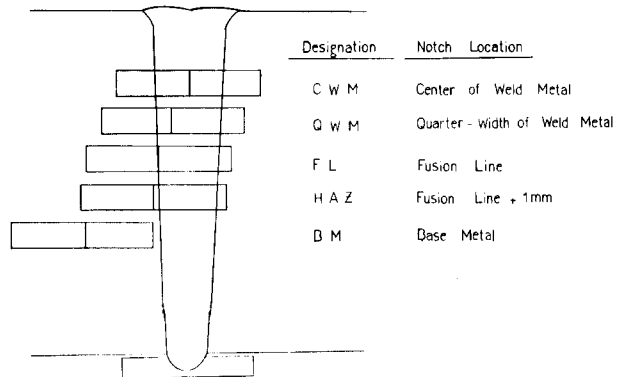 Designation Notch Location
C W M Center of Weld Metal
Q W M Quarter - Width of Weld Metal
F L Fusion Line
H A Z Fusion Line + 1mm
B M Base Metal